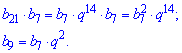 b₂₁ · b₇ = b₇ · q¹⁴ · b₇ = b₇² · q¹⁴;
b₉ = b₇ · q².